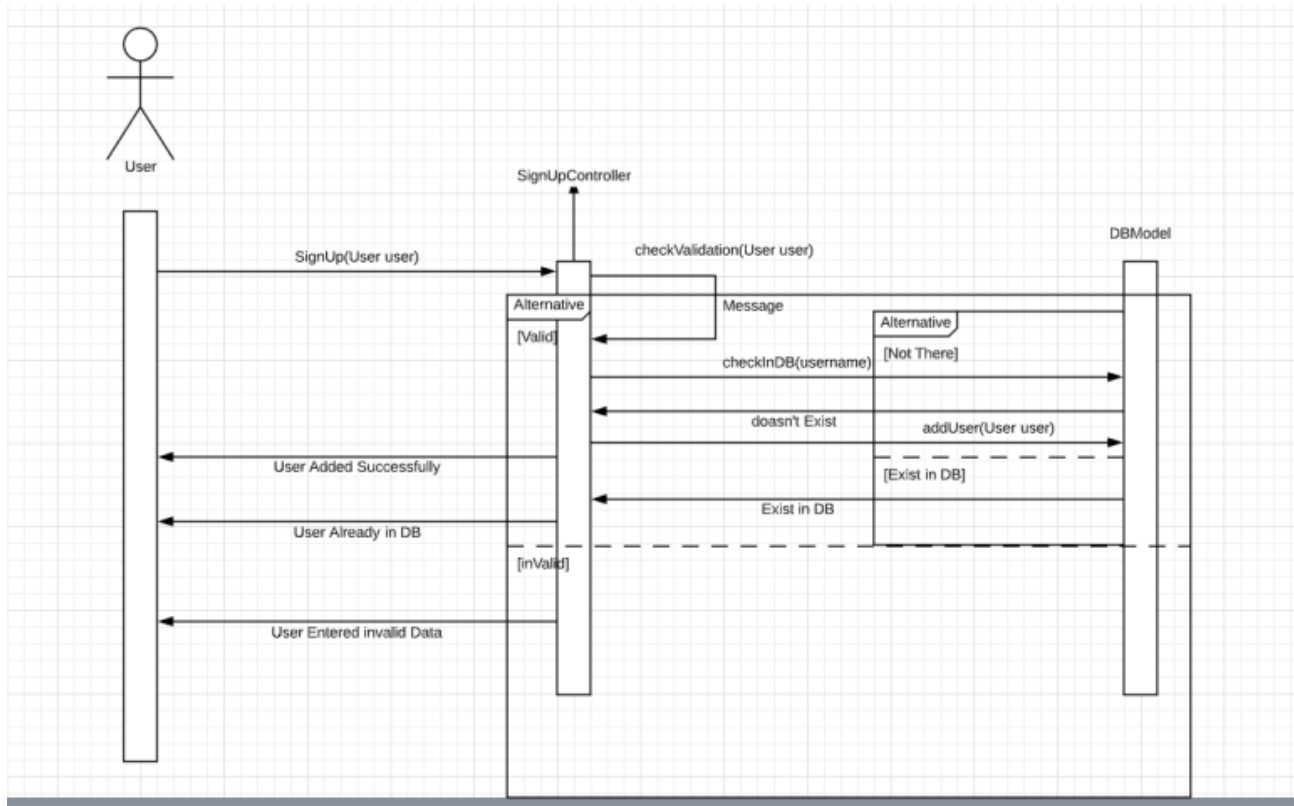 User
SignUpController
DBModel
checkValidation(User user)
SignUp(User user)
Alternative
Message
Alternative
[Valid]
[Not There]
checkInDB(username)
doasn't Exist
addUser(User user)
User Added Successfully
[Exist in DB]
Exist in DB
User Already in DB
[inValid]
User Entered invalid Data